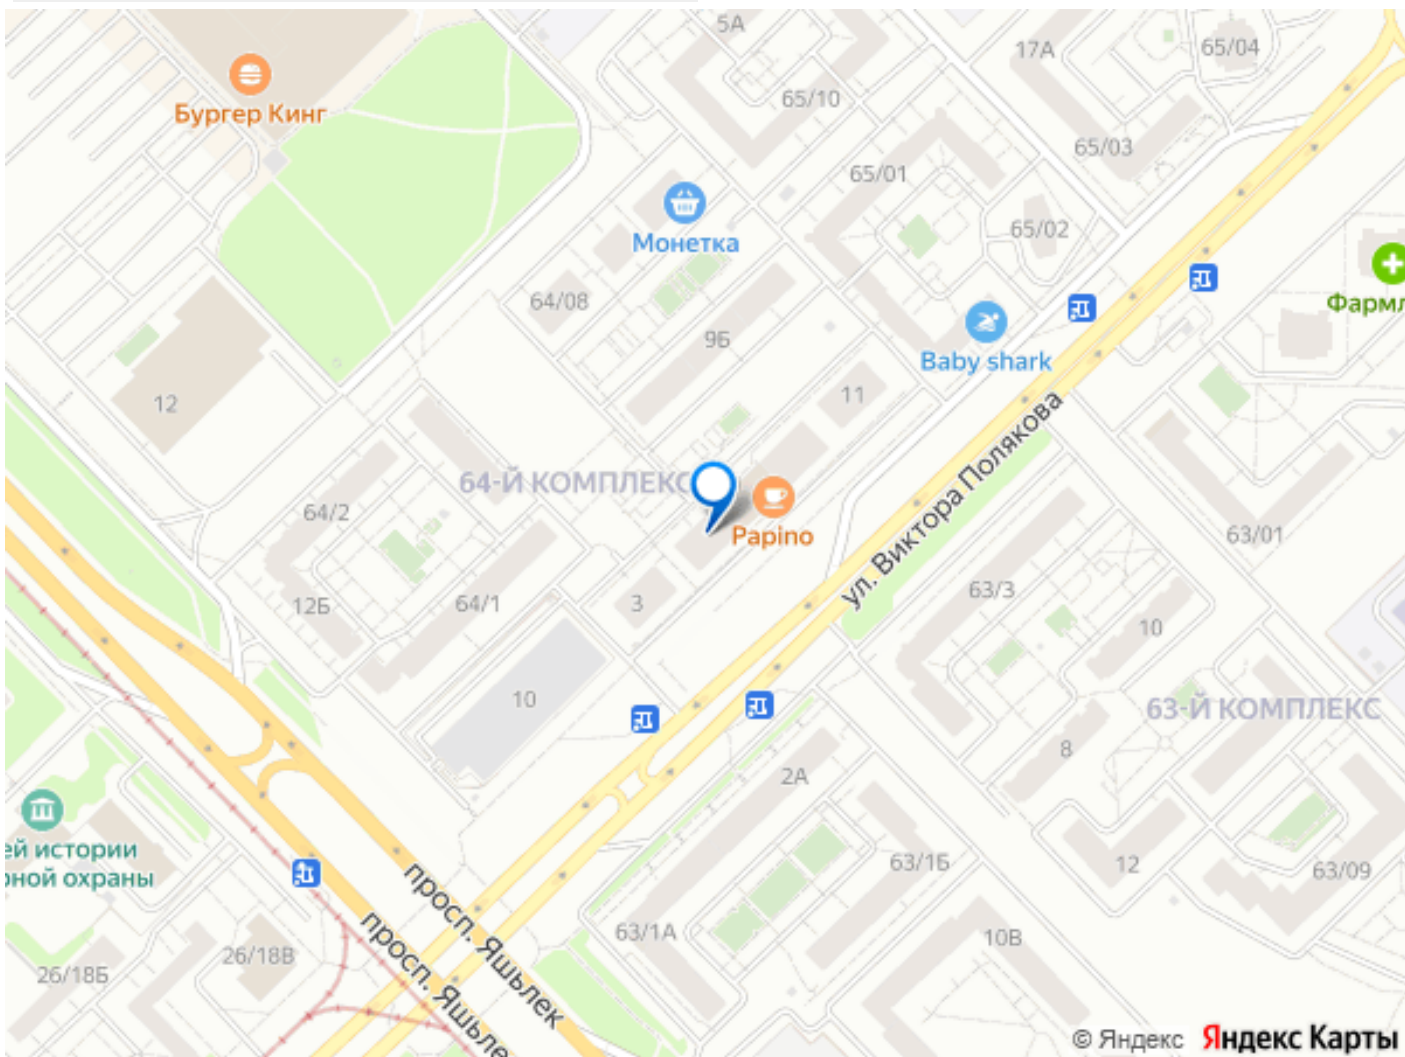 5А
17А
65/04
Бургер Кинг
65/10
65/03
65/01
65/02
Монетка
64/08
Фармл
9Б
Baby shark
11
12
64-Й КОМПЛЕКС
64/2
Papino
ул. Виктора Полякова
63/01
12Б
64/1
3
63/3
10
10
63-Й КОМПЛЕКС
8
2А
ей истории
рной охраны
63/1Б
12
63/09
просп. Яшьлек
просп. Яшьле
63/1А
10В
26/18В
26/18Б
© Яндекс Яндекс Карты